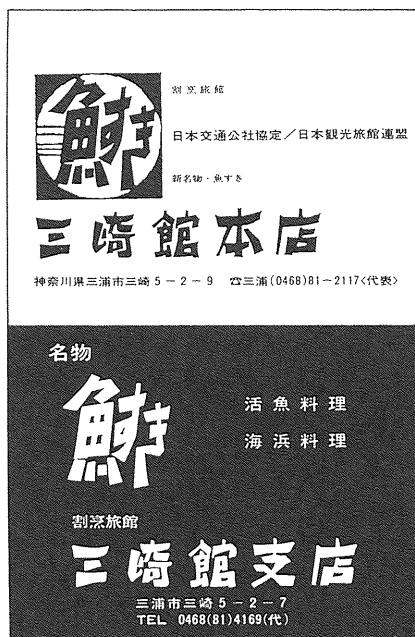 魚すき
割烹旅館
日本交通公社協定／日本観光旅館連盟
新名物・魚すき
三崎館本店
神奈川県三浦市三崎5－2－9 ☎三浦(0468)81－2117〈代表〉
名物
魚すき
活魚料理
海浜料理
割烹旅館
三崎館支店
三浦市三崎5－2－7
TEL 0468(81)4169(代)